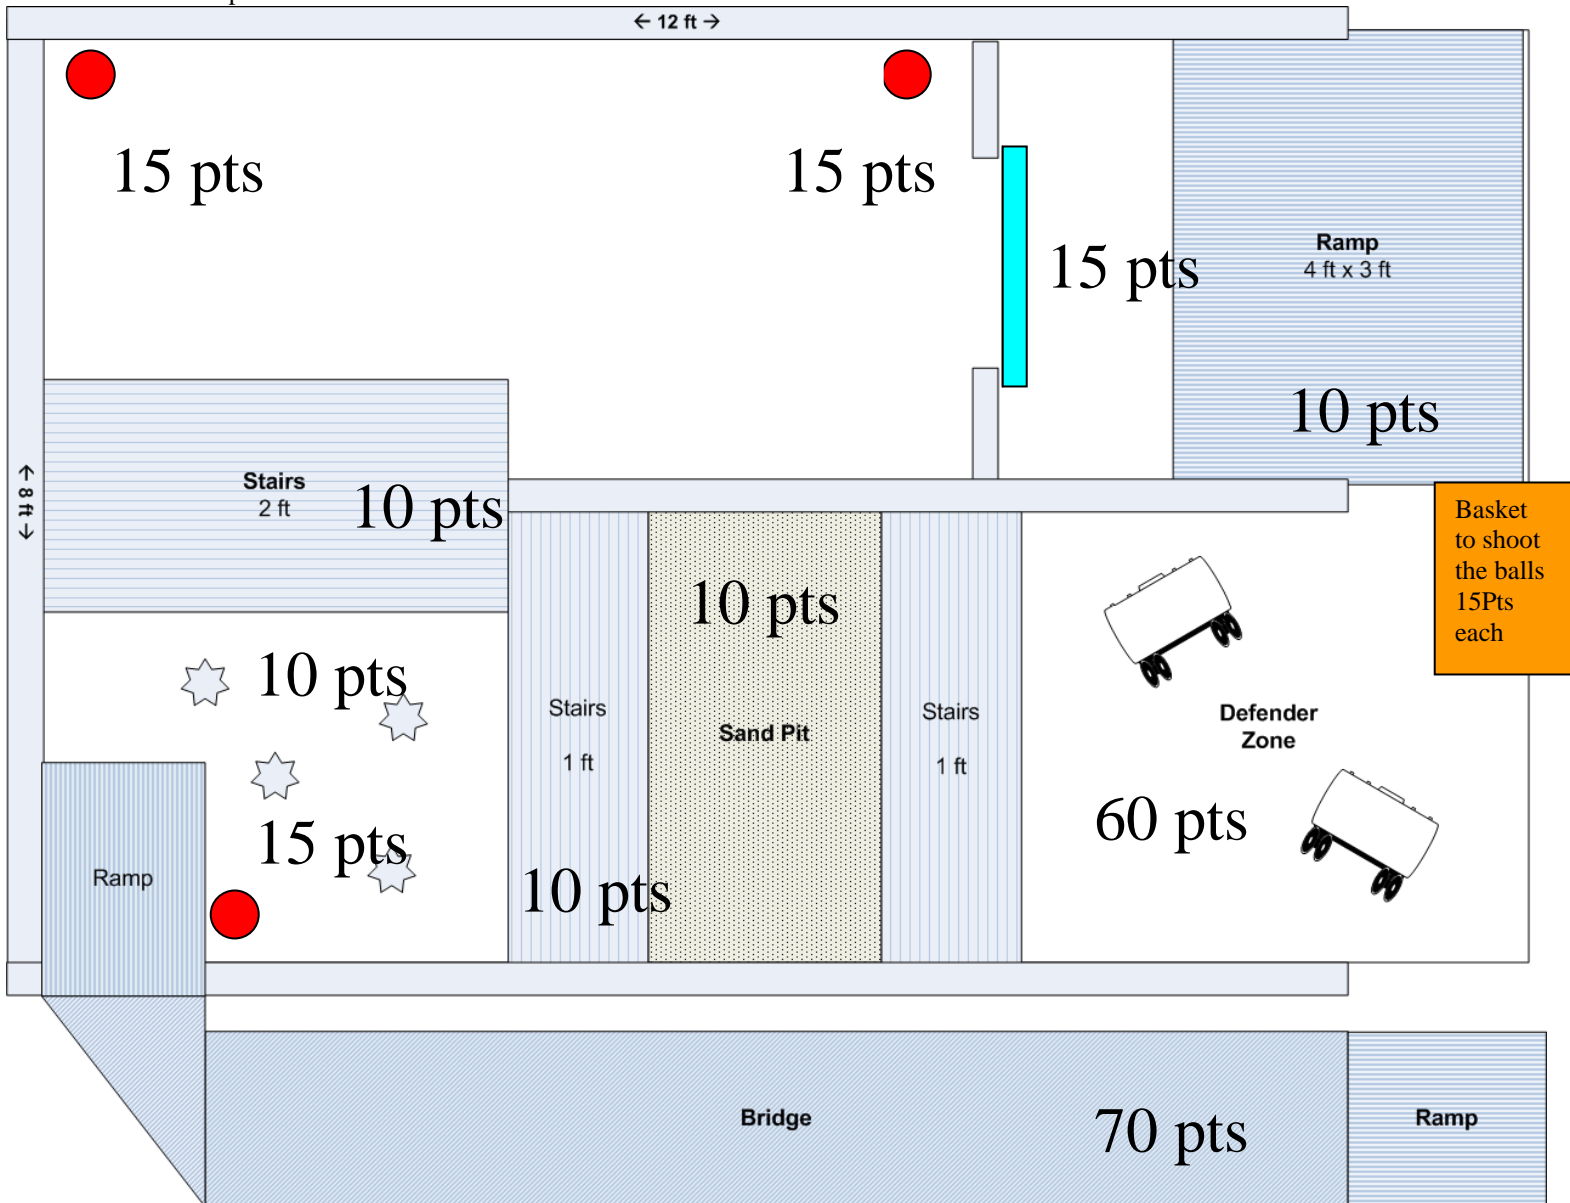 ← 12 ft →
15 pts
15 pts
15 pts
Ramp
4 ft x 3 ft
10 pts
← 8 ft →
Stairs
2 ft
10 pts
Basket
to shoot
the balls
15Pts
each
10 pts
10 pts
Stairs
1 ft
Sand Pit
Stairs
1 ft
Defender
Zone
15 pts
60 pts
Ramp
10 pts
Bridge
70 pts
Ramp